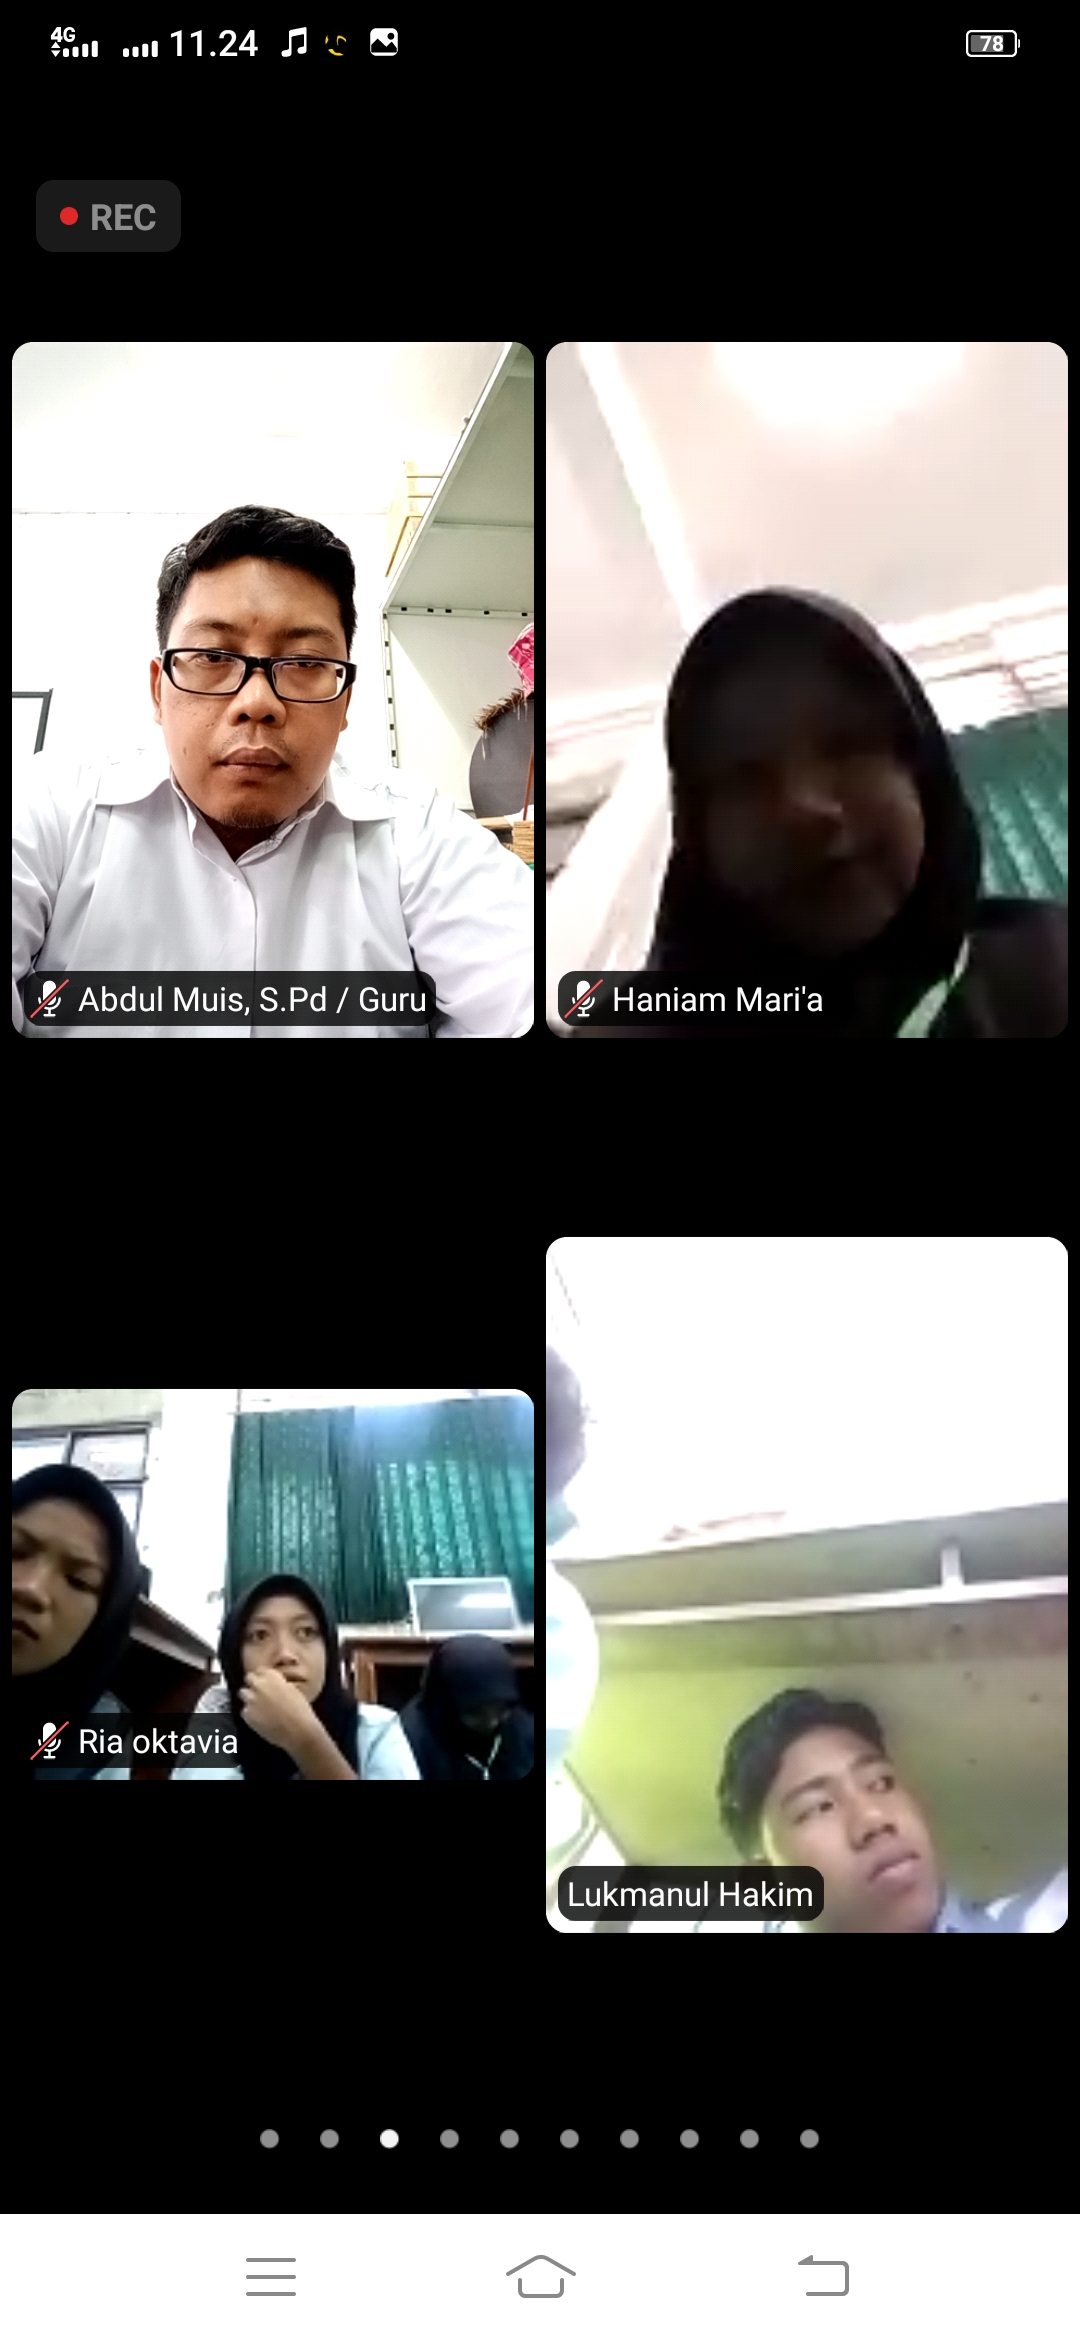 4G 11.24 78
REC
Abdul Muis, S.Pd / Guru
Haniam Mari'a
Ria oktavia
Lukmanul Hakim